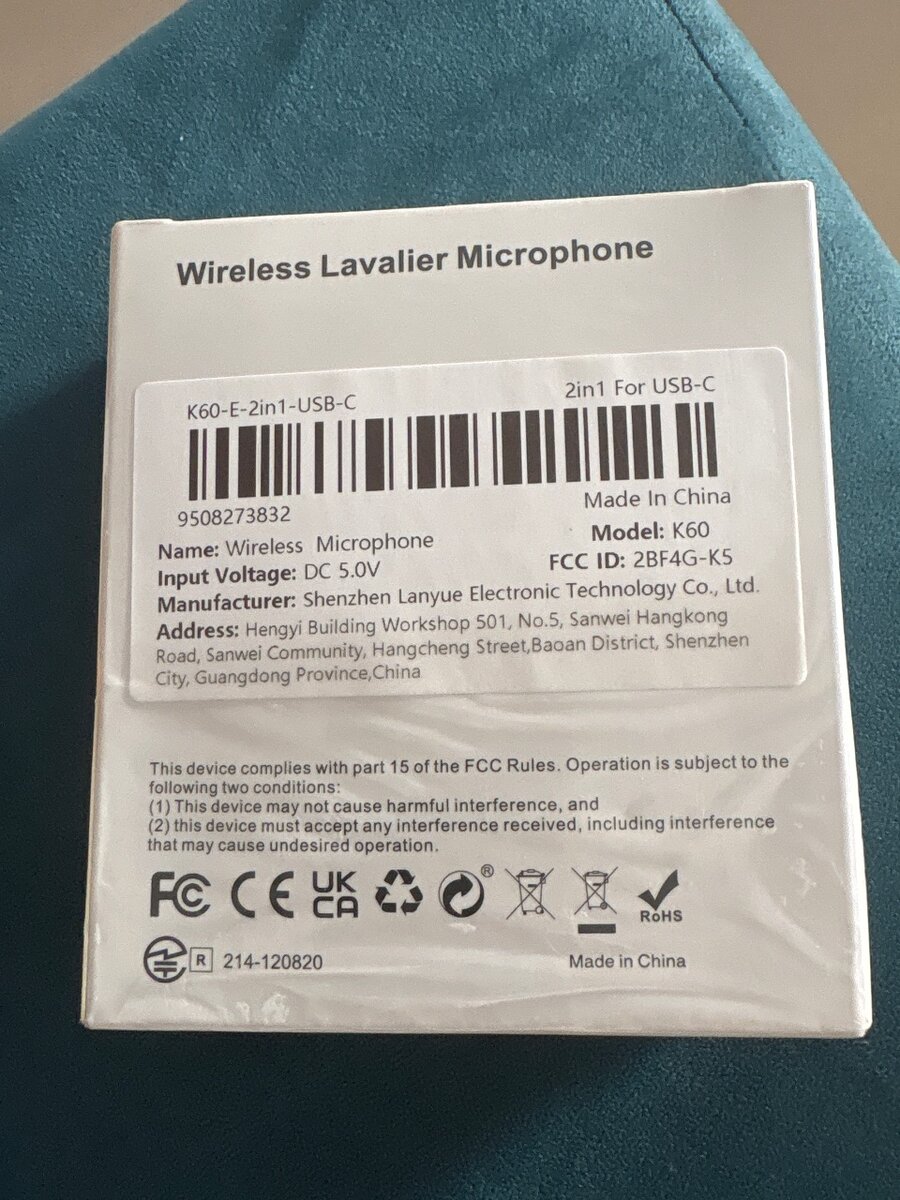 Wireless Lavalier Microphone
K60-E-2in1-USB-C
2in1 For USB-C
9508273832
Made In China
Name: Wireless Microphone
Model: K60
Input Voltage: DC 5.0V
FCC ID: 2BF4G-K5
Manufacturer: Shenzhen Lanyue Electronic Technology Co., Ltd.
Address: Hengyi Building Workshop 501, No.5, Sanwei Hangkong
Road, Sanwei Community, Hangcheng Street,Baoan District, Shenzhen
City, Guangdong Province,China
This device complies with part 15 of the FCC Rules. Operation is subject to the
following two conditions:
(1) This device may not cause harmful interference, and
(2) this device must accept any interference received, including interference
that may cause undesired operation.
FC CE UK CA ® RoHS
R 214-120820
Made in China